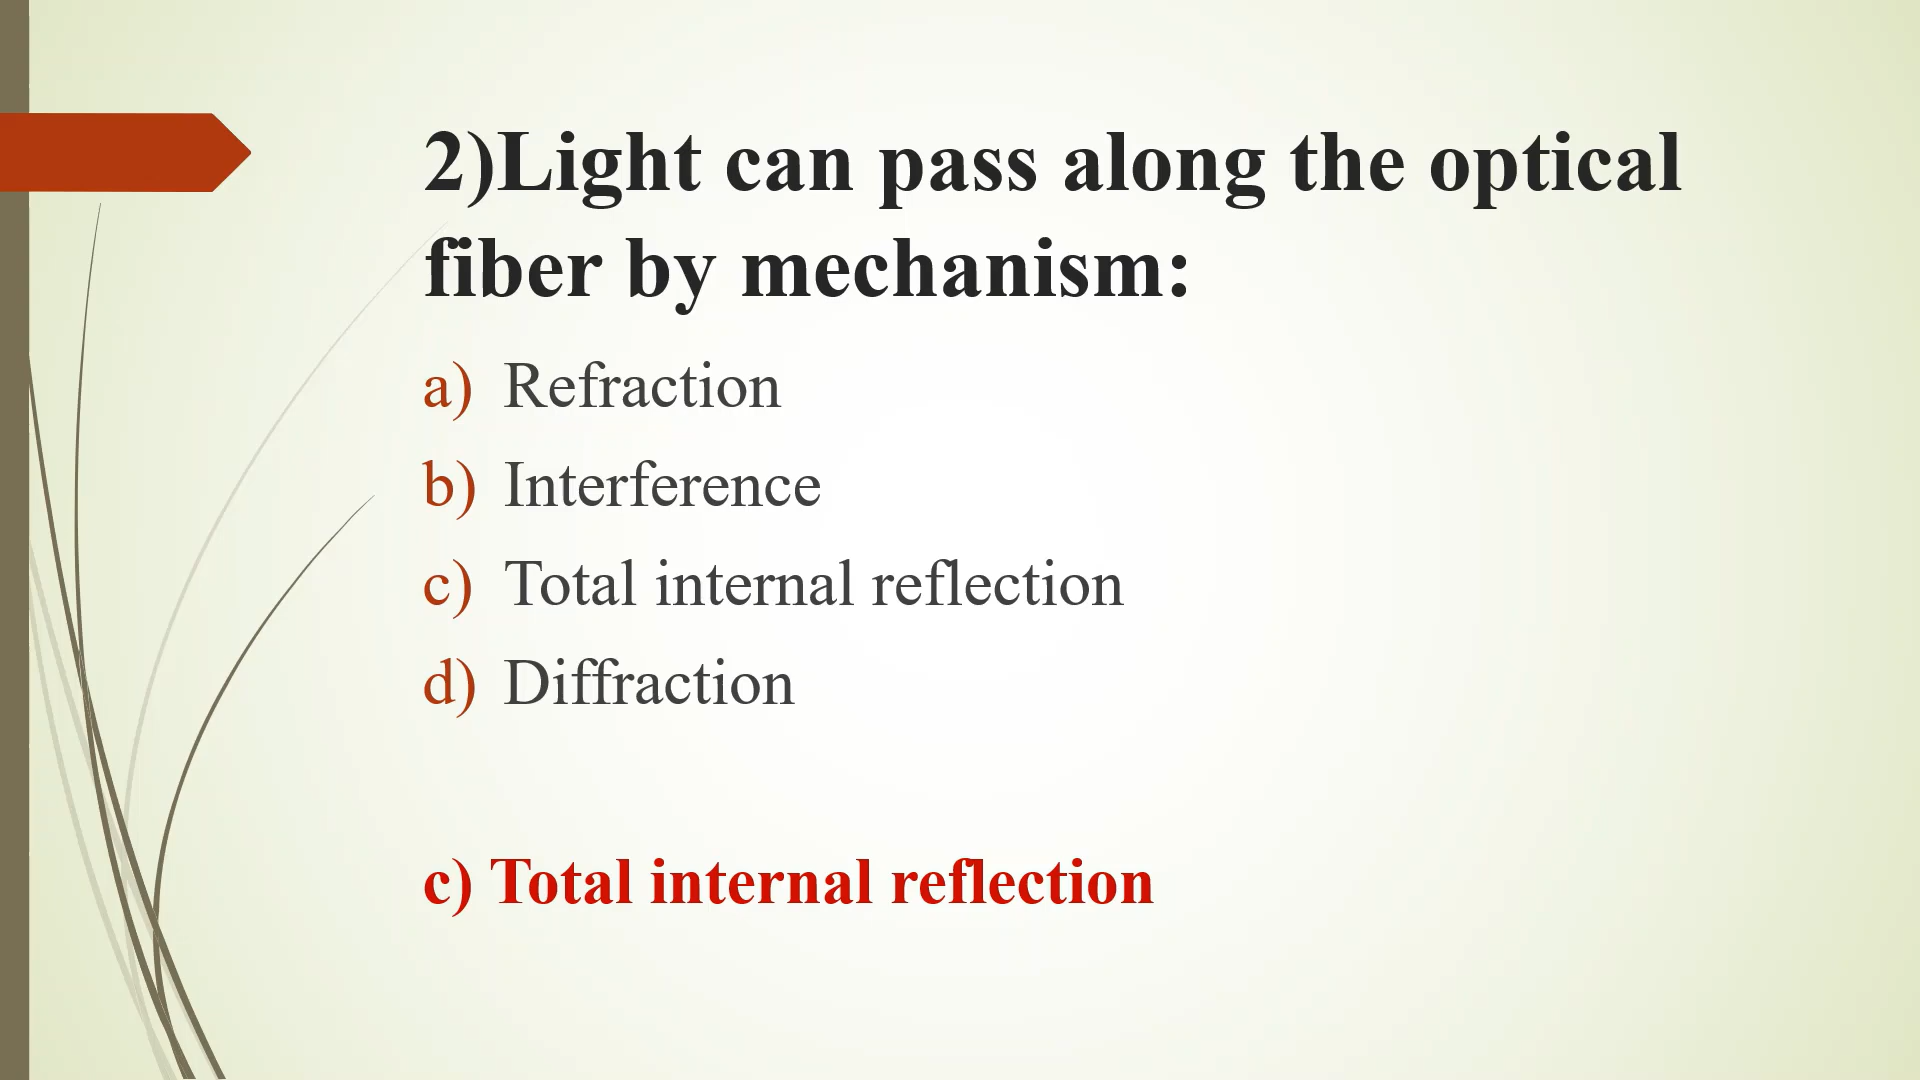 2)Light can pass along the optical
fiber by mechanism:
a) Refraction
b) Interference
c) Total internal reflection
d) Diffraction
c) Total internal reflection